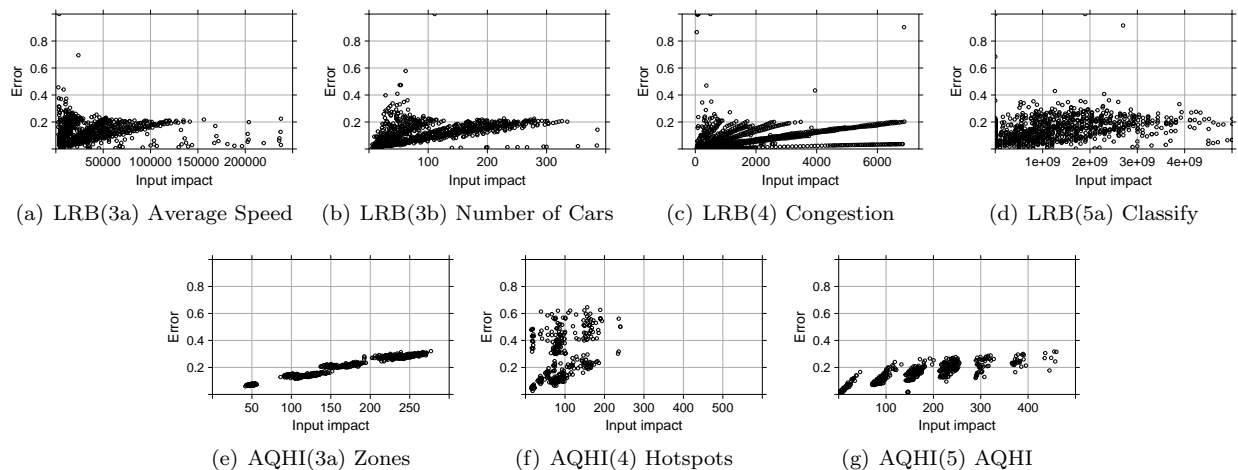 Error
0.8
0.6
0.4
0.2
50000 100000 150000 200000
Input impact
(a) LRB(3a) Average Speed
Error
0.8
0.6
0.4
0.2
100 200 300
Input impact
(b) LRB(3b) Number of Cars
Error
0.8
0.6
0.4
0.2
0 2000 4000 6000
Input impact
(c) LRB(4) Congestion
Error
0.8
0.6
0.4
0.2
1e+09 2e+09 3e+09 4e+09
Input impact
(d) LRB(5a) Classify
Error
0.8
0.6
0.4
0.2
50 100 150 200 250
Input impact
(e) AQHI(3a) Zones
Error
0.8
0.6
0.4
0.2
100 200 300 400 500
Input impact
(f) AQHI(4) Hotspots
Error
0.8
0.6
0.4
0.2
100 200 300 400
Input impact
(g) AQHI(5) AQHI